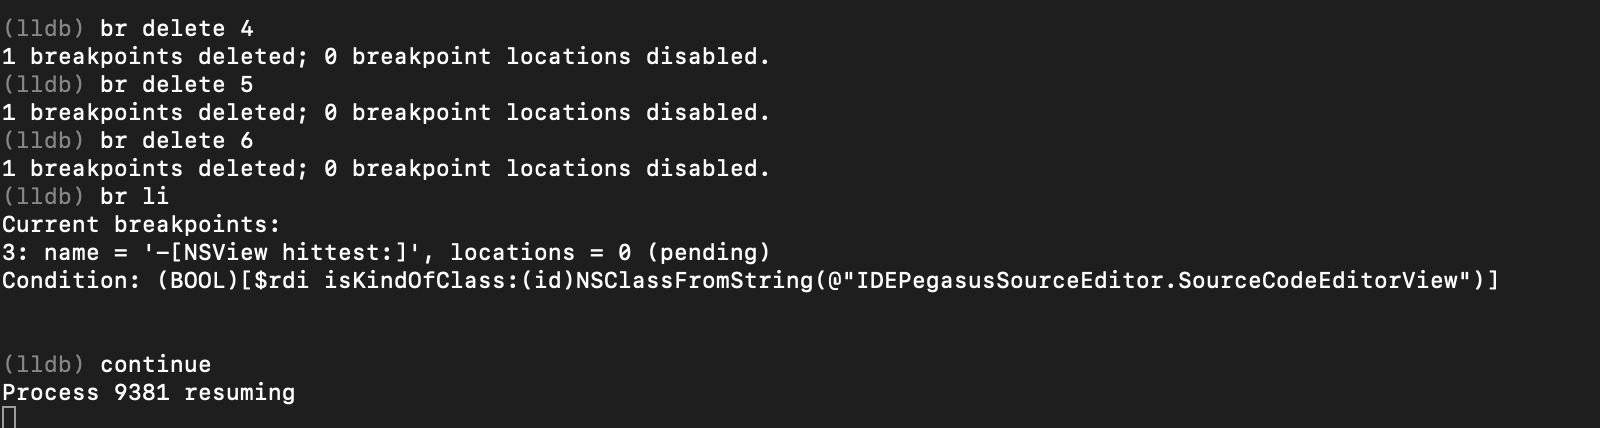 (lldb) br delete 4
1 breakpoints deleted; 0 breakpoint locations disabled.
(lldb) br delete 5
1 breakpoints deleted; 0 breakpoint locations disabled.
(lldb) br delete 6
1 breakpoints deleted; 0 breakpoint locations disabled.
(lldb) br li
Current breakpoints:
3: name = '-[NSView hittest:]', locations = 0 (pending)
Condition: (BOOL)[$rdi isKindOfClass:(id)NSClassFromString(@"IDEPegasusSourceEditor.SourceCodeEditorView")]
(lldb) continue
Process 9381 resuming